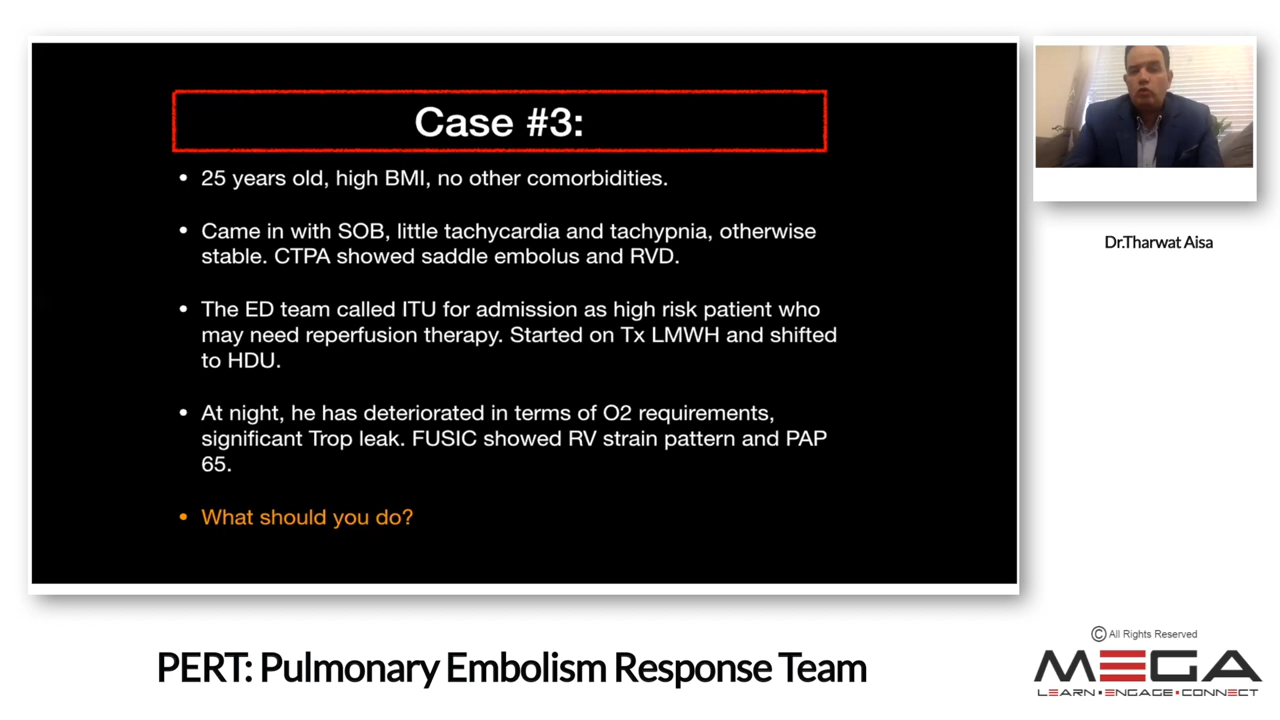 Case #3:
• 25 years old, high BMI, no other comorbidities.
• Came in with SOB, little tachycardia and tachypnia, otherwise
stable. CTPA showed saddle embolus and RVD.
• The ED team called ITU for admission as high risk patient who
may need reperfusion therapy. Started on Tx LMWH and shifted
to HDU.
• At night, he has deteriorated in terms of O2 requirements,
significant Trop leak. FUSIC showed RV strain pattern and PAP
65.
• What should you do?
Dr.Tharwat Aisa
PERT: Pulmonary Embolism Response Team
© All Rights Reserved
MEGA
LEARN • ENGAGE • CONNECT